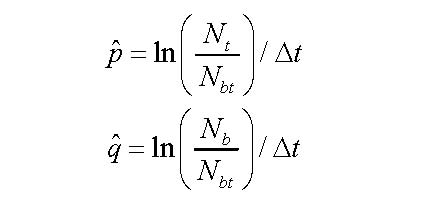 p̂ = ln(N_t / N_bt) / Δt
q̂ = ln(N_b / N_bt) / Δt